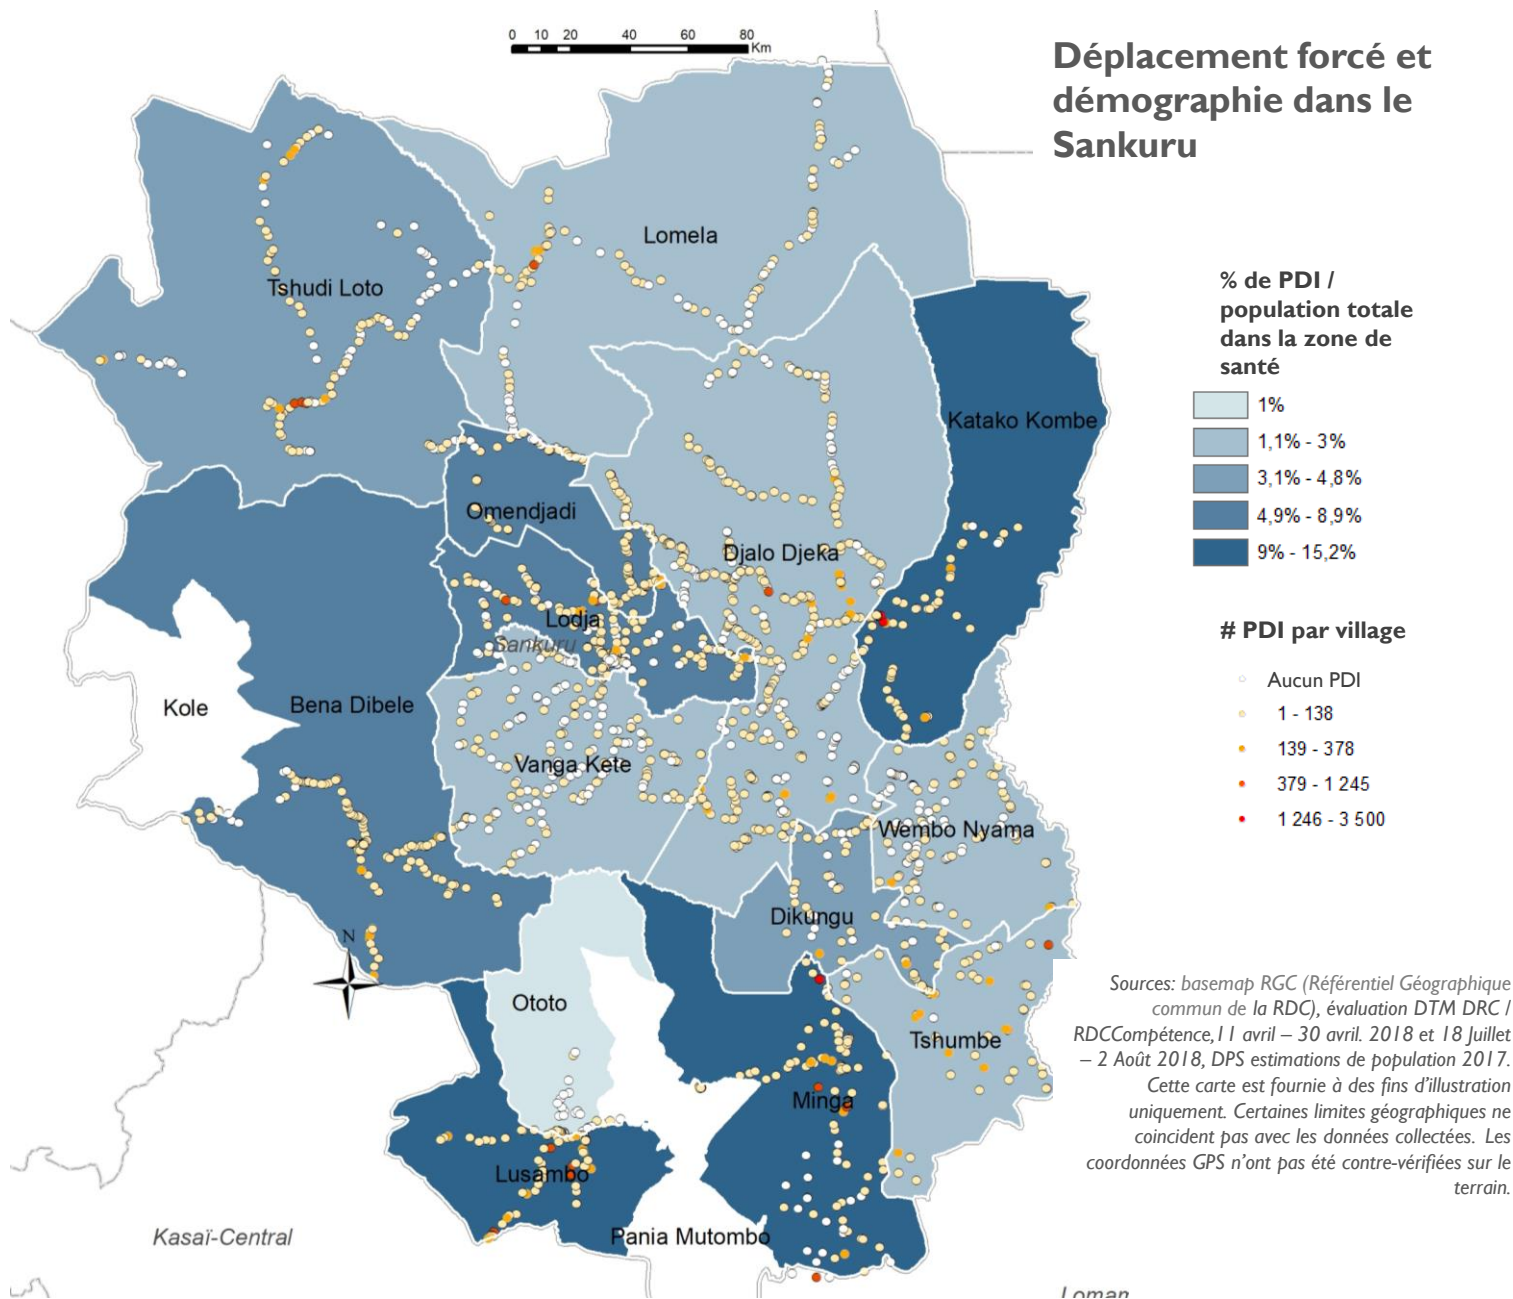 0 10 20 40 60 80
Km
Déplacement forcé et
démographie dans le
Sankuru
Lomela
Tshudi Loto
% de PDI /
population totale
dans la zone de
santé
1%
1,1% - 3%
3,1% - 4,8%
4,9% - 8,9%
9% - 15,2%
Katako Kombe
Omendjadi
Djalo Djeka
Lodja
Sankuru
# PDI par village
Aucun PDI
1 - 138
139 - 378
379 - 1 245
1 246 - 3 500
Kole
Bena Dibele
Vanga Kete
Wembo Nyama
Dikungu
N
Ototo
Tshumbe
Minga
Lusambo
Pania Mutombo
Kasaï-Central
Sources: basemap RGC (Référentiel Géographique
commun de la RDC), évaluation DTM DRC /
RDCCompétence,11 avril – 30 avril. 2018 et 18 Juillet
– 2 Août 2018, DPS estimations de population 2017.
Cette carte est fournie à des fins d'illustration
uniquement. Certaines limites géographiques ne
coincident pas avec les données collectées. Les
coordonnées GPS n'ont pas été contre-vérifiées sur le
terrain.
Loman